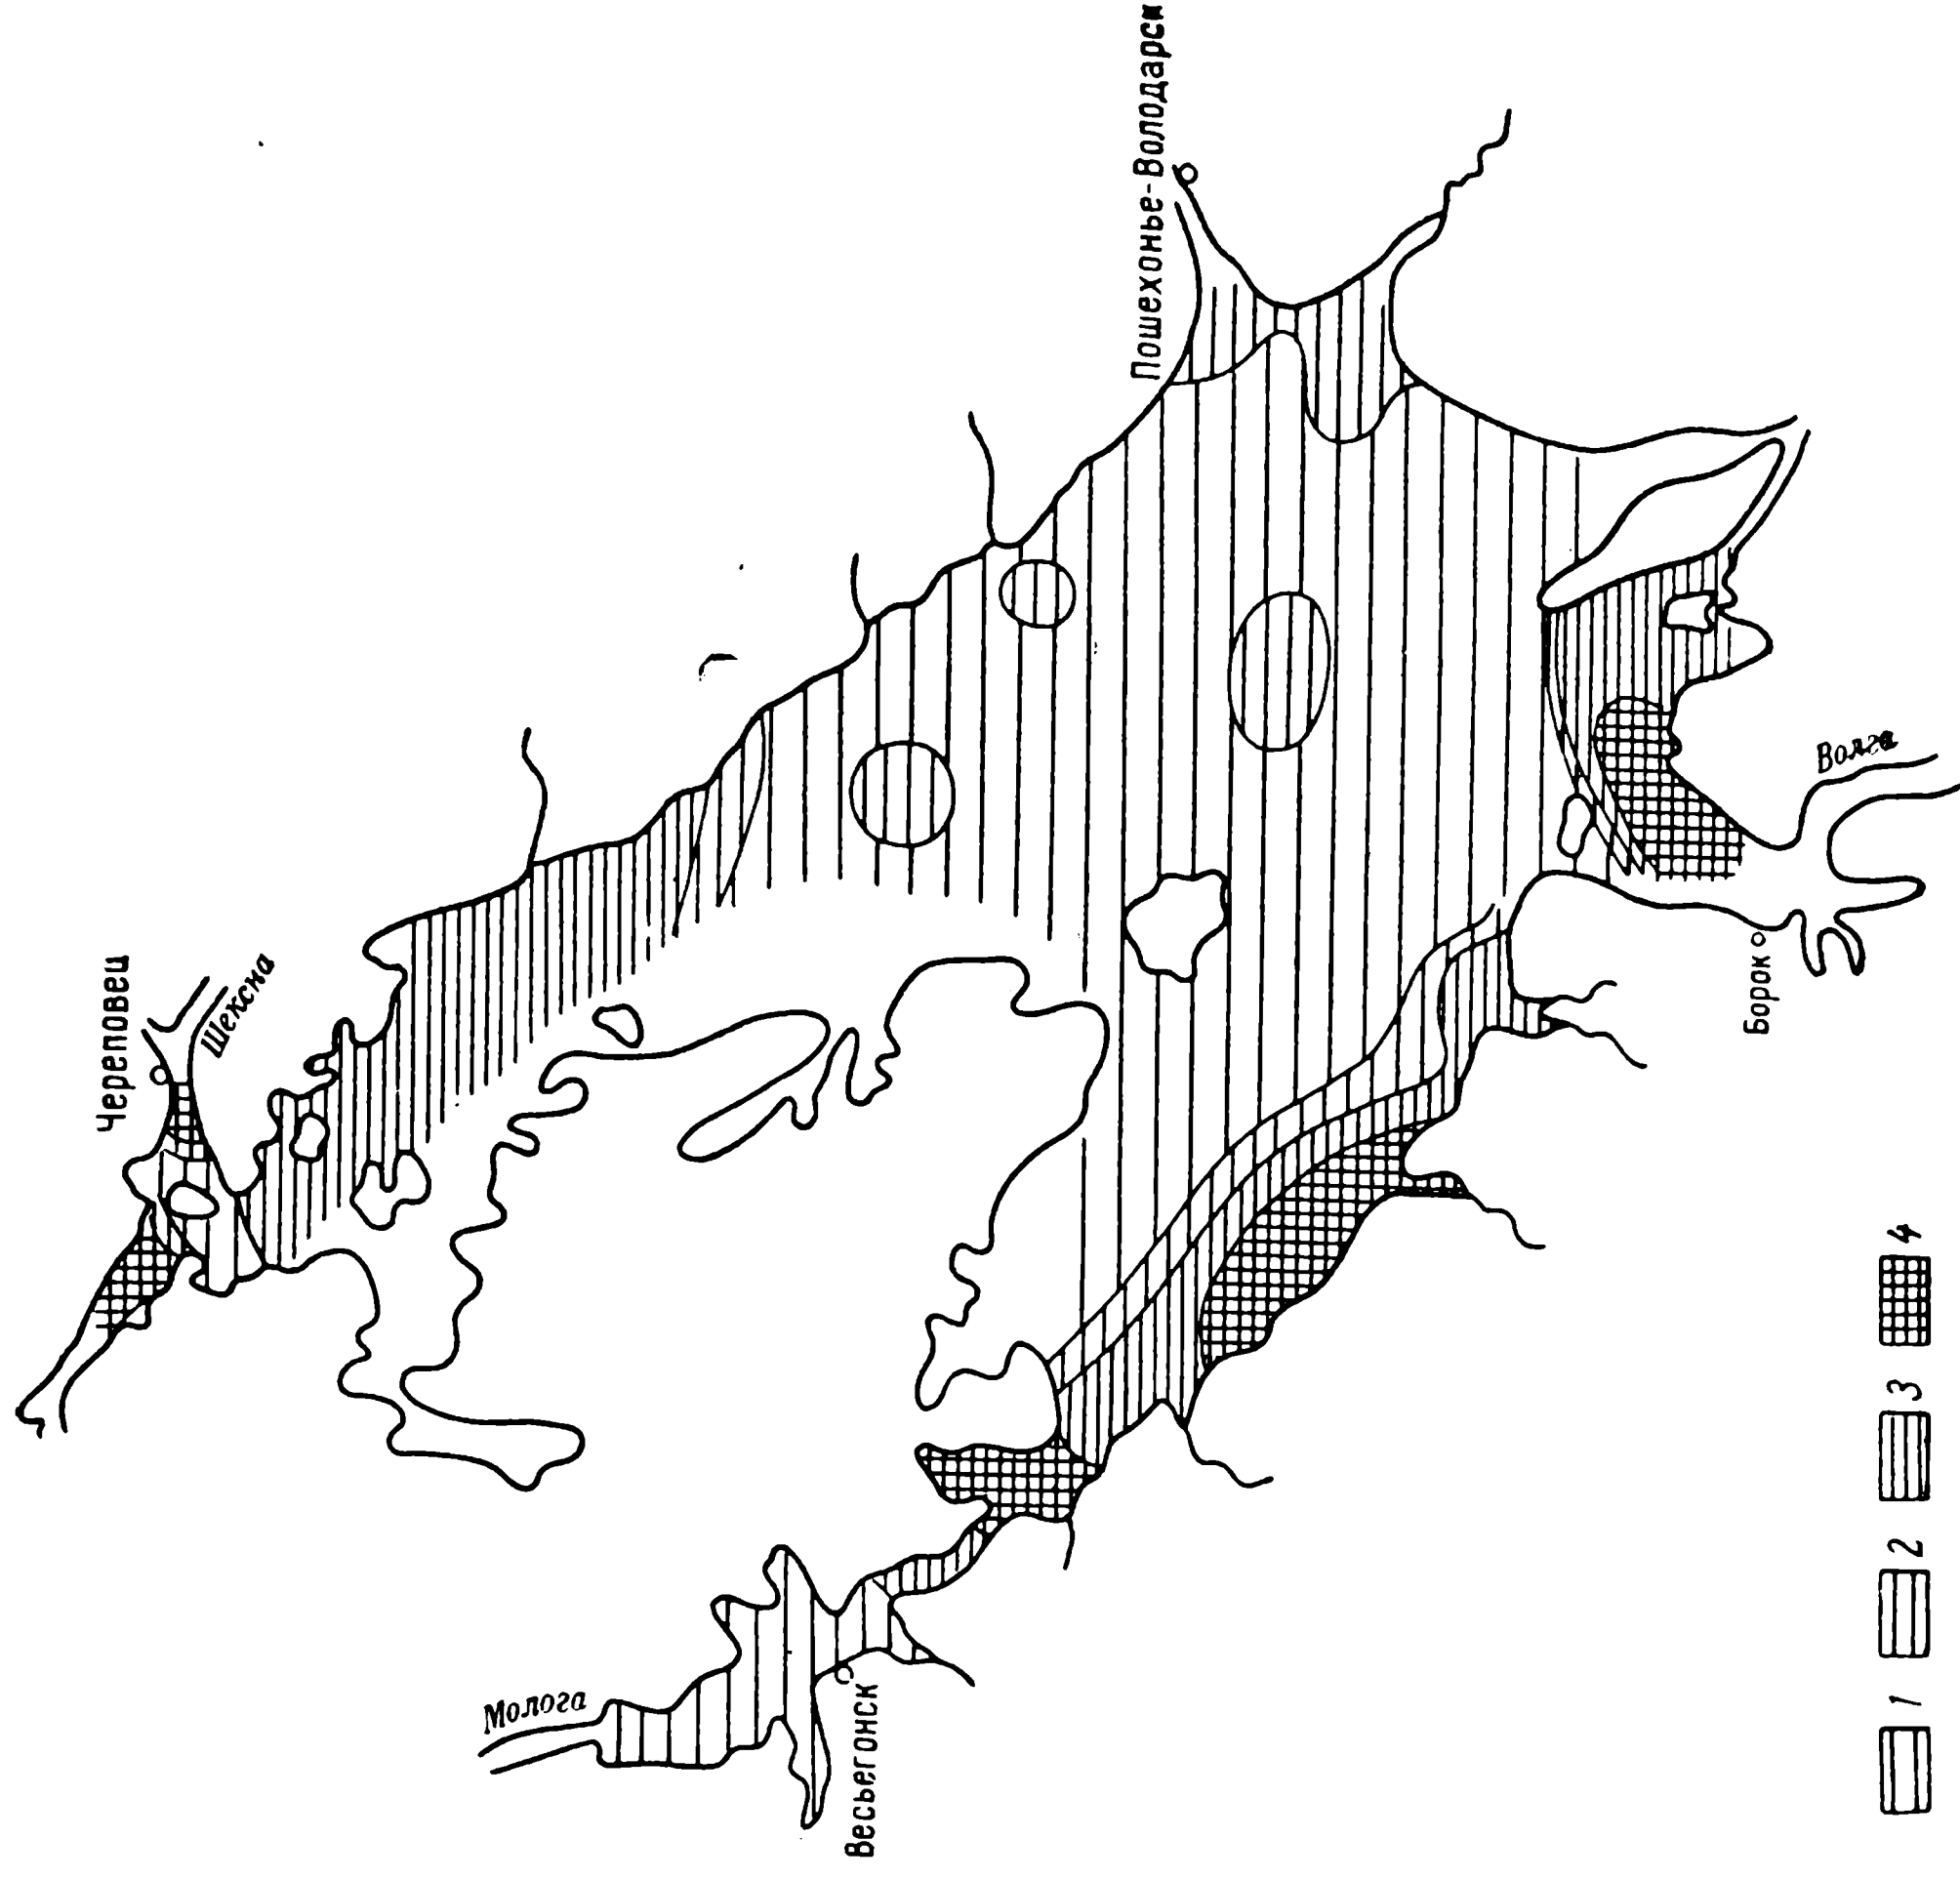 Пошехонье-Володарск
Череповец
Шексна
Волга
Борок
Молога
Весьегонск
1
2
3
4